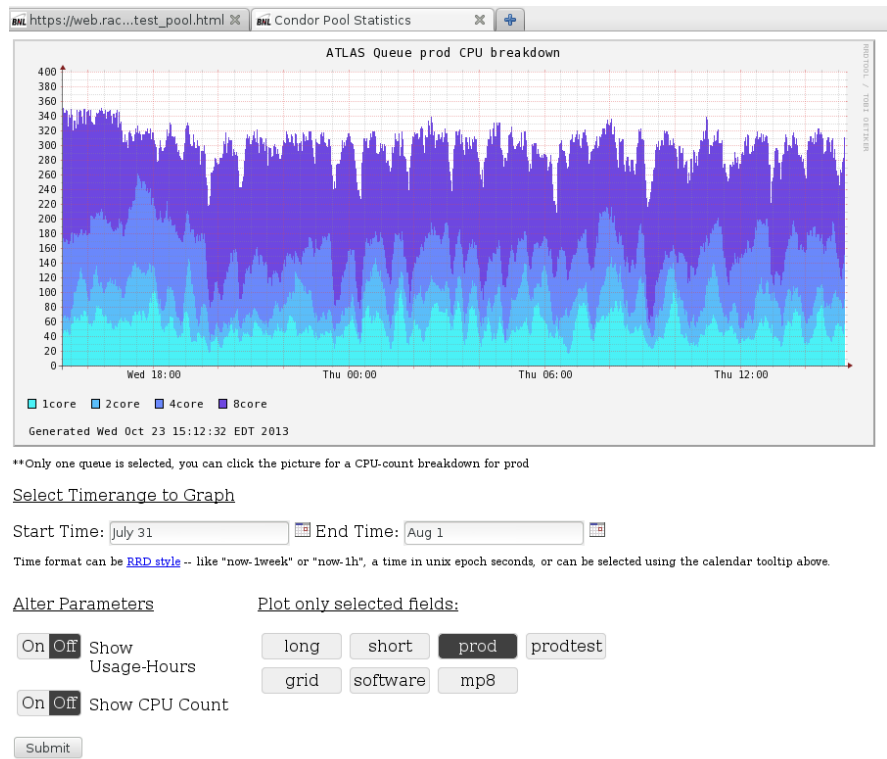 BNL https://web.rac...test_pool.html BNL Condor Pool Statistics
ATLAS Queue prod CPU breakdown
RRDTOOL / TOBI OETIKER
400
380
360
340
320
300
280
260
240
220
200
180
160
140
120
100
80
60
40
20
0
Wed 18:00 Thu 00:00 Thu 06:00 Thu 12:00
1core 2core 4core 8core
Generated Wed Oct 23 15:12:32 EDT 2013
**Only one queue is selected, you can click the picture for a CPU-count breakdown for prod
Select Timerange to Graph
Start Time: July 31 End Time: Aug 1
Time format can be RRD style -- like "now-1week" or "now-1h", a time in unix epoch seconds, or can be selected using the calendar tooltip above.
Alter Parameters Plot only selected fields:
On Off Show
Usage-Hours
On Off Show CPU Count
long short prod prodtest
grid software mp8
Submit